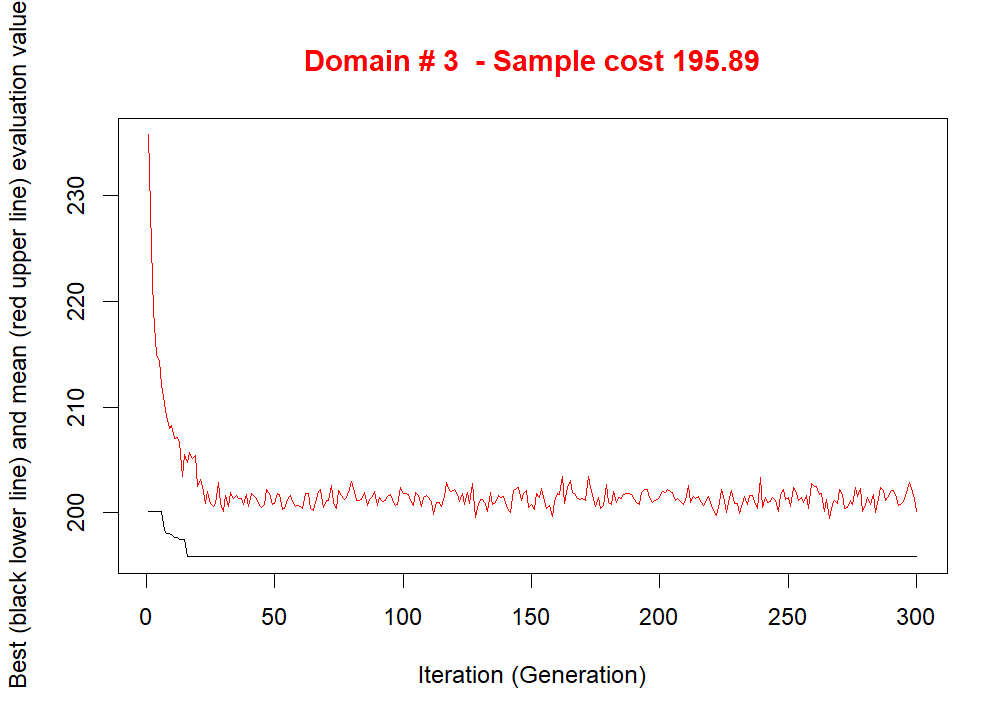 Domain # 3  - Sample cost 195.89
Best (black lower line) and mean (red upper line) evaluation value
230
220
210
200
0 50 100 150 200 250 300
Iteration (Generation)